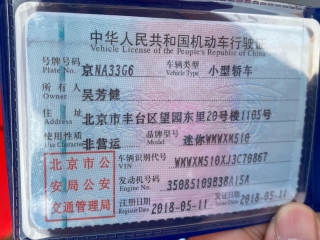 中华人民共和国机动车行驶证
Vehicle License of the People's Republic of China
号牌号码 京NA33G6 车辆类型 小型轿车
Plate No. Vehicle Type
所有人 吴芳健
Owner
住址 北京市丰台区望园东里29号楼1105号
Address
使用性质 非营运 品牌型号 迷你WMWXM510
Use Character
北京市公 车辆识别代号 WMWXM510XJ3C70867
VIN
安局公安 发动机号码 35085109B38A15A
Engine No.
交通管理局 注册日期 2018-05-11 发证日期 2018-05-11
Register Date